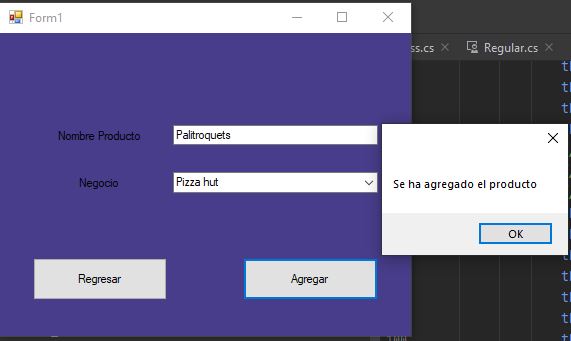 Form1
ss.cs
Regular.cs
Nombre Producto
Palitroquets
Negocio
Pizza hut
Se ha agregado el producto
OK
Regresar
Agregar